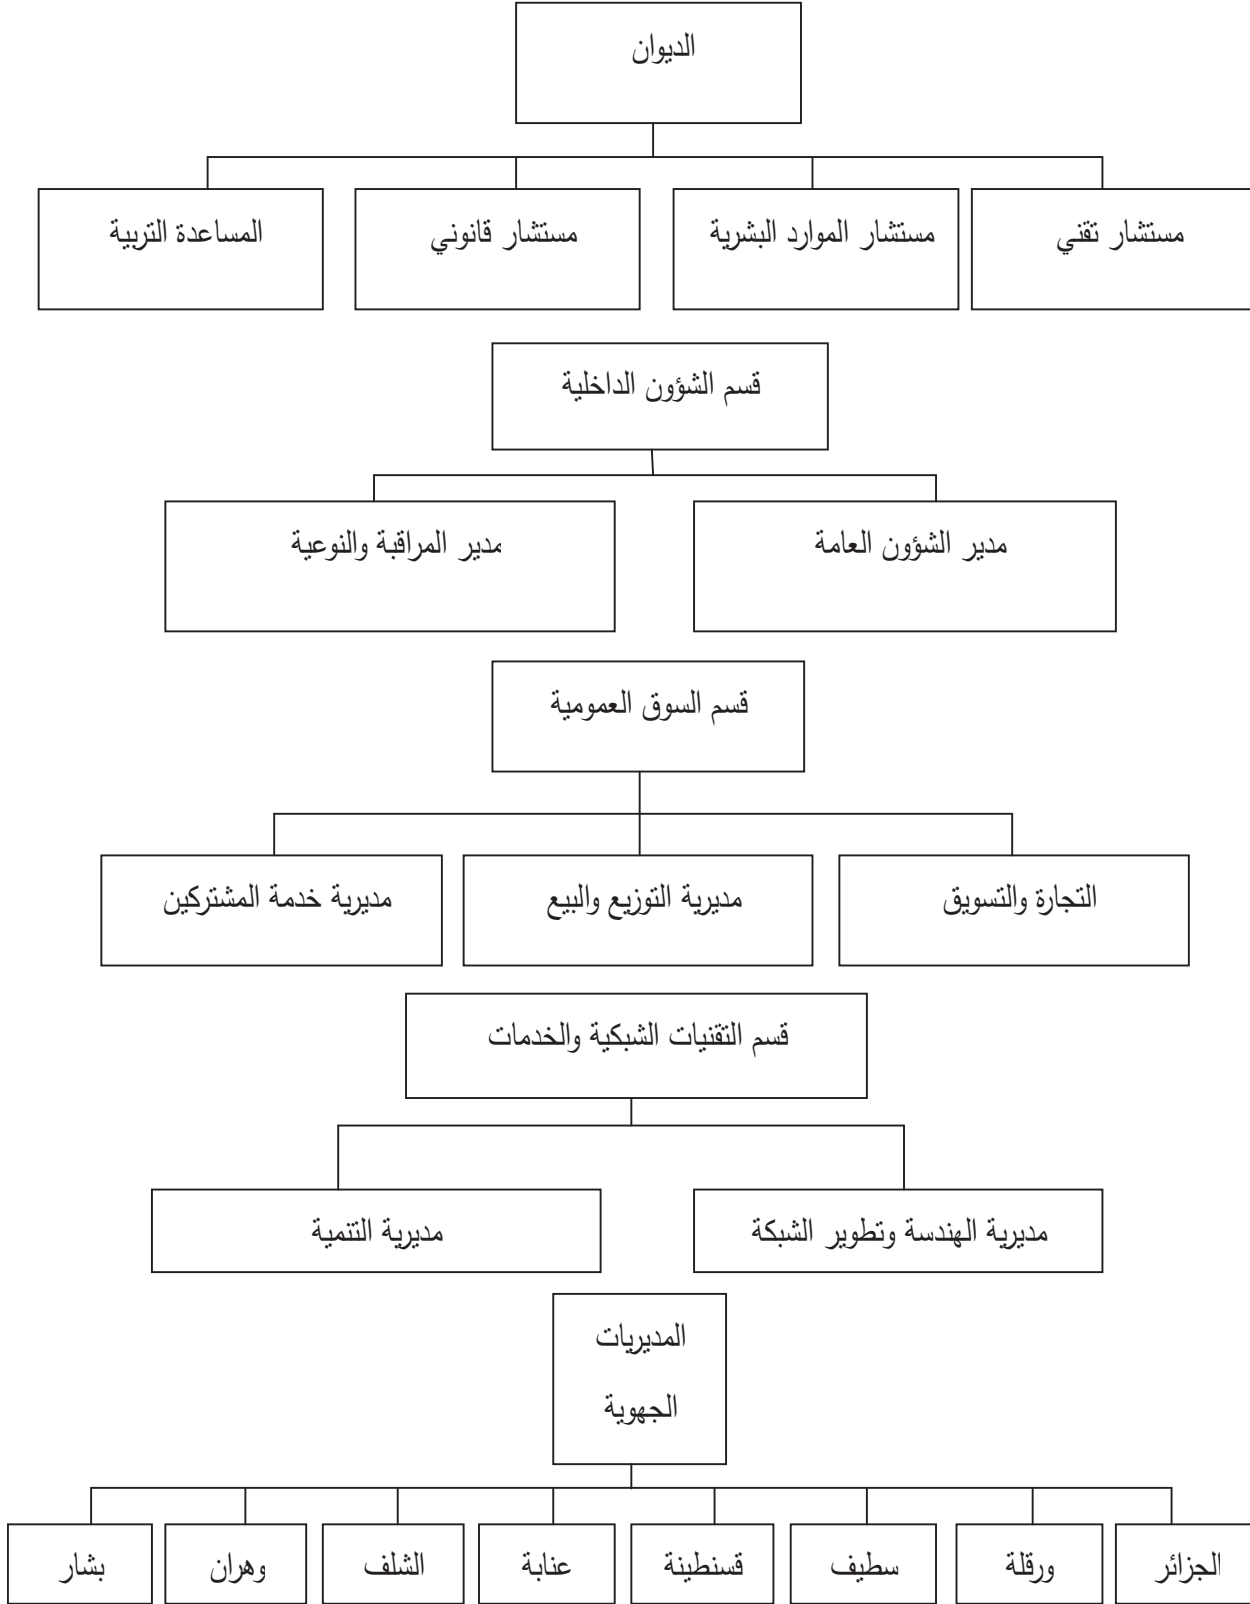 الديوان
مستشار تقني
مستشار الموارد البشرية
مستشار قانوني
المساعدة التربية
قسم الشؤون الداخلية
مدير الشؤون العامة
مدير المراقبة والنوعية
قسم السوق العمومية
التجارة والتسويق
مديرية التوزيع والبيع
مديرية خدمة المشتركين
قسم التقنيات الشبكية والخدمات
مديرية الهندسة وتطوير الشبكة
مديرية التنمية
المديريات
الجهوية
الجزائر
ورقلة
سطيف
قسنطينة
عنابة
الشلف
وهران
بشار